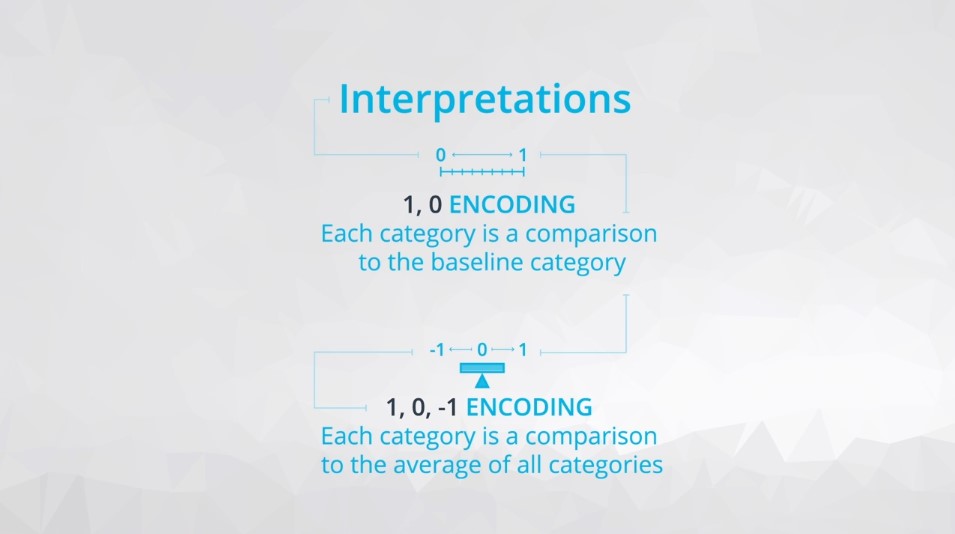 Interpretations
0 1
1, 0 ENCODING
Each category is a comparison
to the baseline category
-1 0 1
1, 0, -1 ENCODING
Each category is a comparison
to the average of all categories